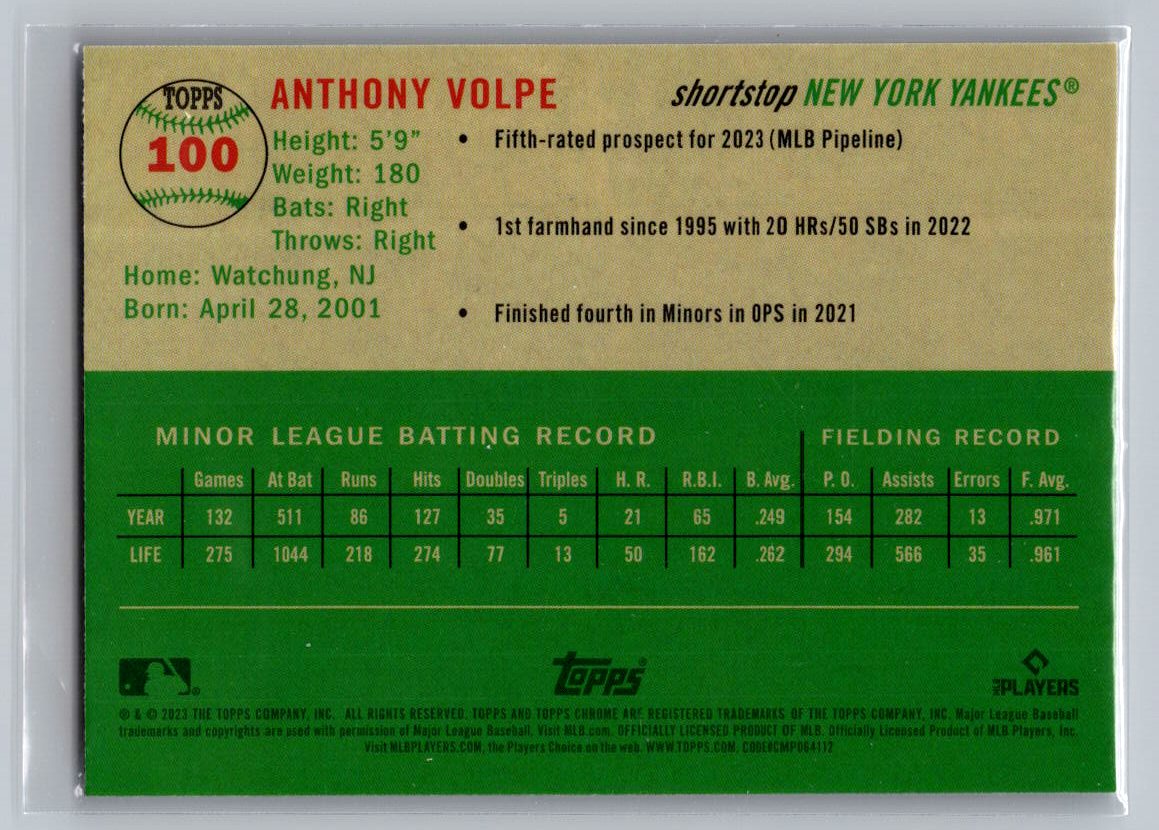 TOPPS
100
ANTHONY VOLPE
shortstop NEW YORK YANKEES®
Height: 5'9"
Weight: 180
Bats: Right
Throws: Right
Home: Watchung, NJ
Born: April 28, 2001
• Fifth-rated prospect for 2023 (MLB Pipeline)
• 1st farmhand since 1995 with 20 HRs/50 SBs in 2022
• Finished fourth in Minors in OPS in 2021
MINOR LEAGUE BATTING RECORD FIELDING RECORD
Games At Bat Runs Hits Doubles Triples H. R. R.B.I. B. Avg. P. O. Assists Errors F. Avg.
YEAR 132 511 86 127 35 5 21 65 .249 154 282 13 .971
LIFE 275 1044 218 274 77 13 50 162 .262 294 566 35 .961
Topps®
PLAYERS
® & © 2023 THE TOPPS COMPANY, INC. ALL RIGHTS RESERVED. TOPPS AND TOPPS CHROME ARE REGISTERED TRADEMARKS OF THE TOPPS COMPANY, INC. Major League Baseball
trademarks and copyrights are used with permission of Major League Baseball. Visit MLB.com. OFFICIALLY LICENSED PRODUCT OF MLB. Officially Licensed Product of MLB Players, Inc.
Visit MLBPLAYERS.COM, the Players Choice on the web. WWW.TOPPS.COM. CODE#CMP064112